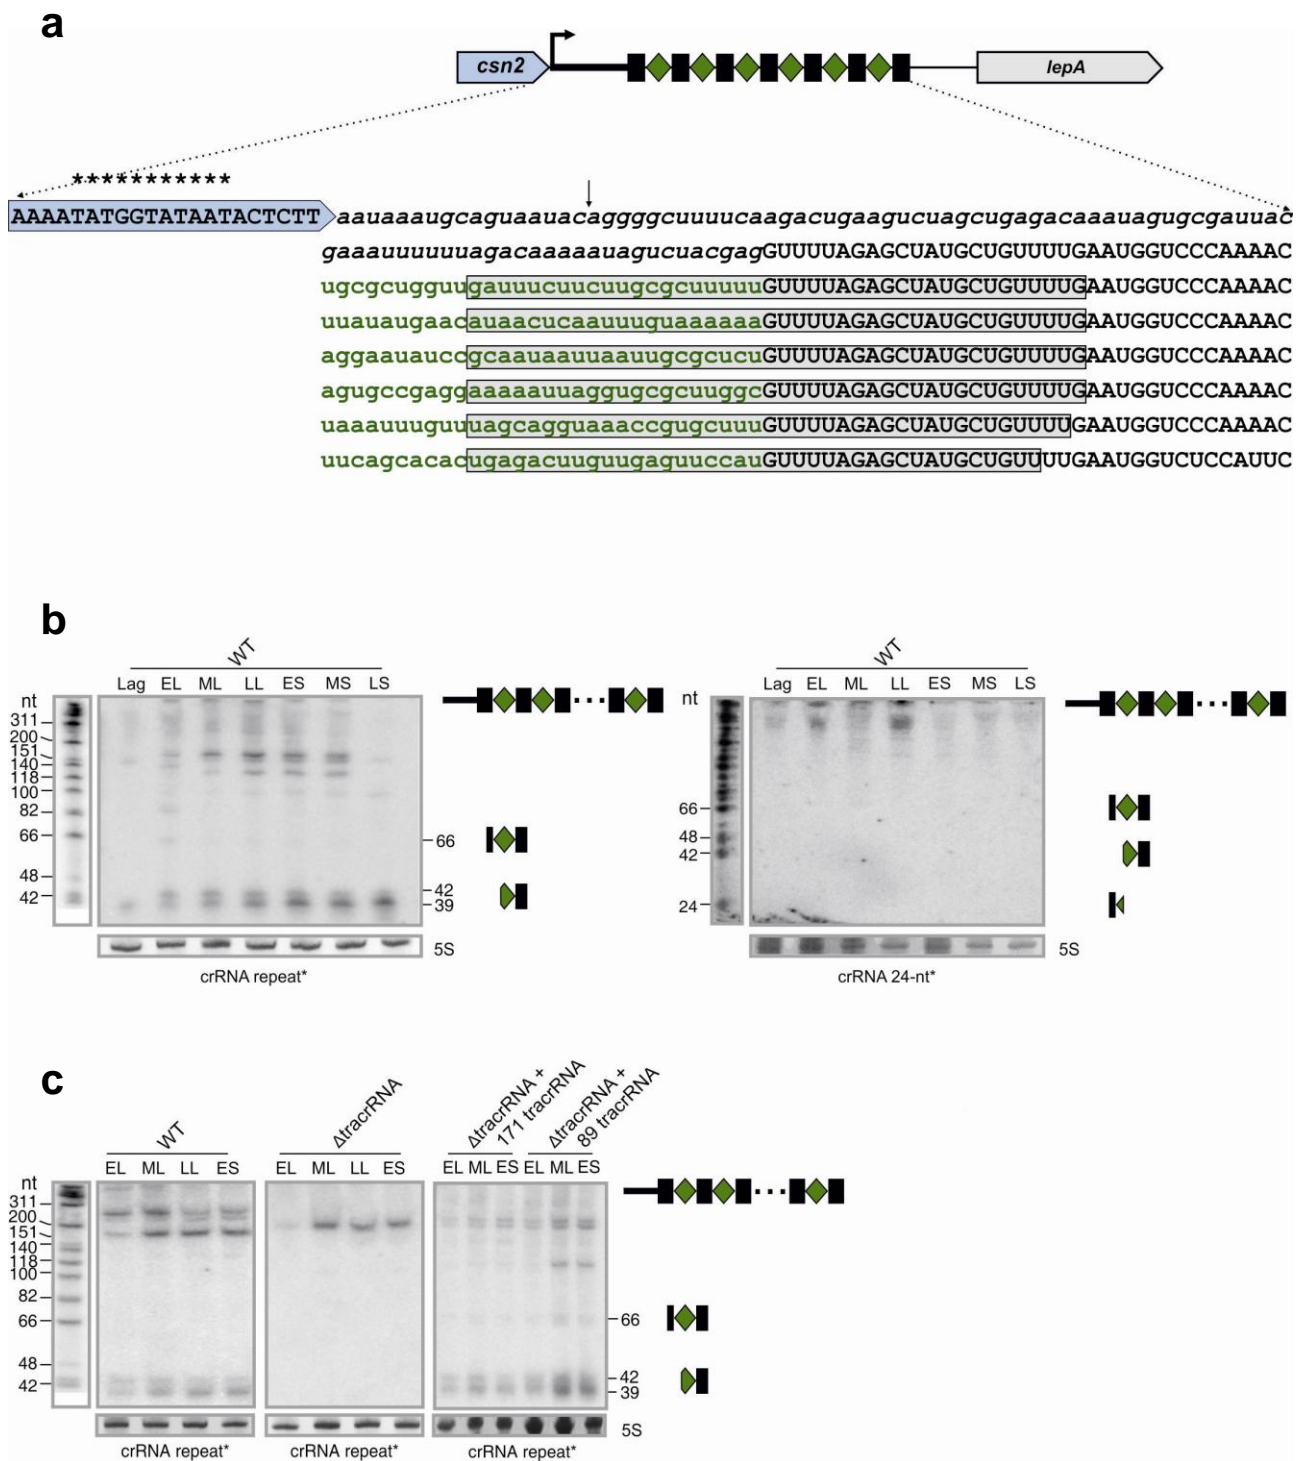 a
csn2 lepA
***********
AAAATATGGTATAATACTCTT aauaaaugcaguaauacaggggcuuuucaagacugaagucuagcugagacaaauagugcgauuac
gaaauuuuuuagacaaaaauagucuacgagGUUUUAGAGCUAUGCUGUUUUGAAUGGUCCCAAAAC
ugcgcugguugauuucuucuugcgcuuuuuGUUUUAGAGCUAUGCUGUUUUGAAUGGUCCCAAAAC
uuauaugaacauaacucaauuuguaaaaaaGUUUUAGAGCUAUGCUGUUUUGAAUGGUCCCAAAAC
aggaauauccgcaauaauuaauugcgcucuGUUUUAGAGCUAUGCUGUUUUGAAUGGUCCCAAAAC
agugccgaggaaaaauuaggugcgcuuggcGUUUUAGAGCUAUGCUGUUUUGAAUGGUCCCAAAAC
uaaauuuguuuagcagguaaaccgugcuuuGUUUUAGAGCUAUGCUGUUUUGAAUGGUCCCAAAAC
uucagcacacugagacuuguugaguuccauGUUUUAGAGCUAUGCUGUUUUGAAUGGUCUCCAUUC
b
WT
Lag EL ML LL ES MS LS
nt
311
200
151
140
118
100
82
66
48
42
66
42
39
5S
crRNA repeat*
WT
Lag EL ML LL ES MS LS
nt
66
48
42
24
5S
crRNA 24-nt*
c
WT
EL ML LL ES
ΔtracrRNA
EL ML LL ES
ΔtracrRNA +
171 tracrRNA
ΔtracrRNA +
89 tracrRNA
EL ML ES EL ML ES
nt
311
200
151
140
118
100
82
66
48
42
66
42
39
5S
crRNA repeat* crRNA repeat* crRNA repeat*